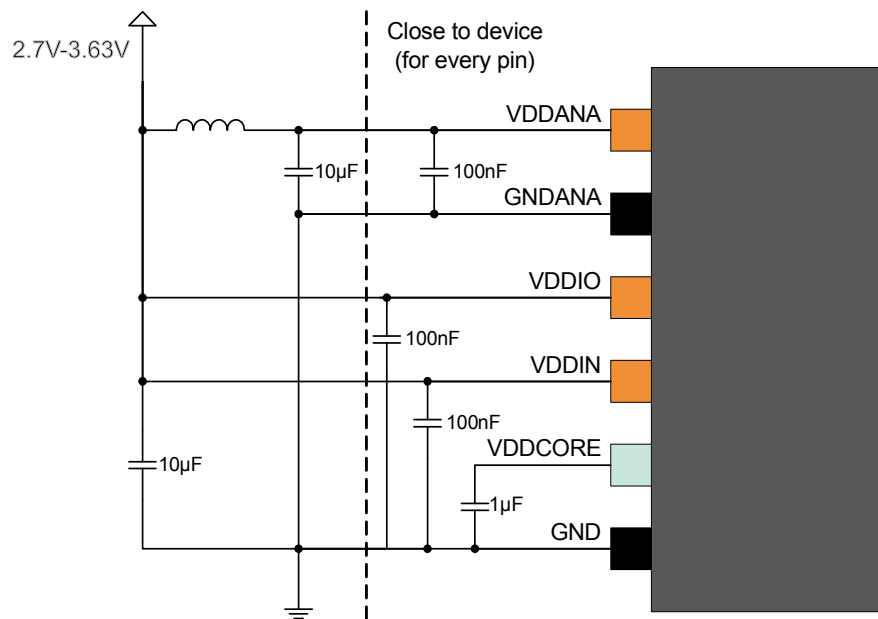 Close to device
(for every pin)
2.7V-3.63V
VDDANA
10µF
100nF
GNDANA
VDDIO
100nF
VDDIN
100nF
VDDCORE
10µF
1µF
GND